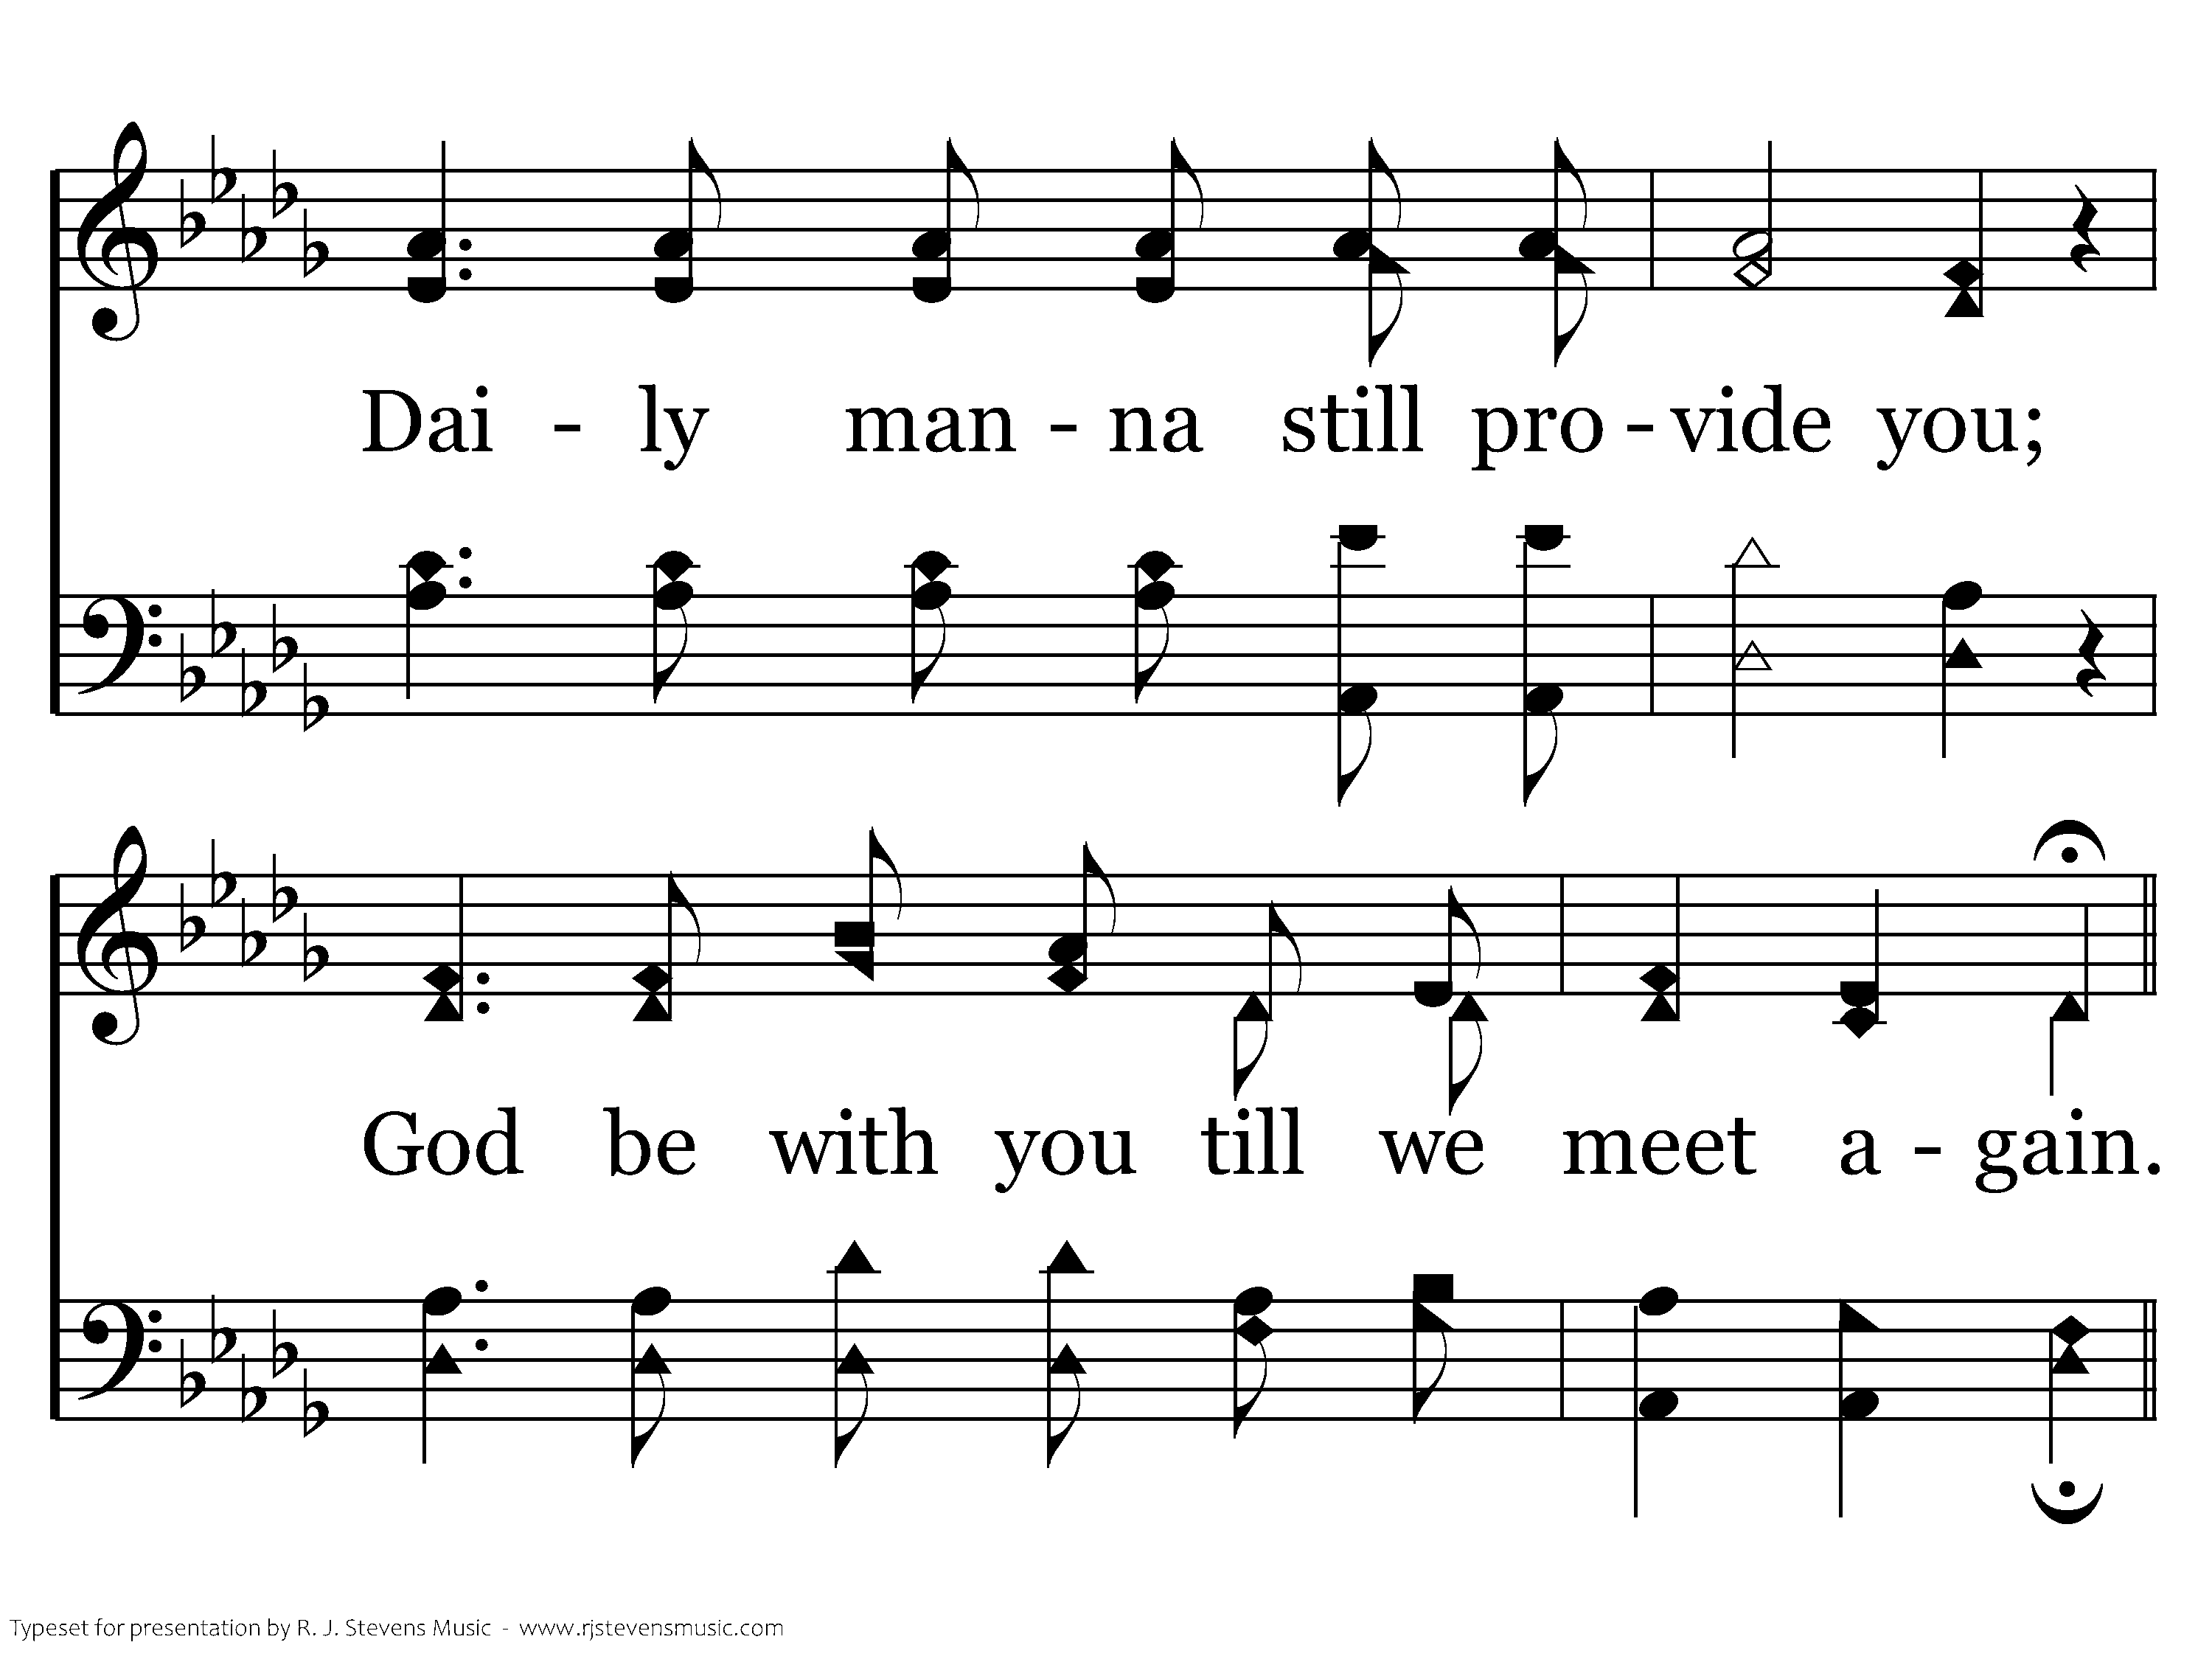 Dai - ly man - na still pro - vide you;
God be with you till we meet a - gain.
Typeset for presentation by R. J. Stevens Music - www.rjstevensmusic.com